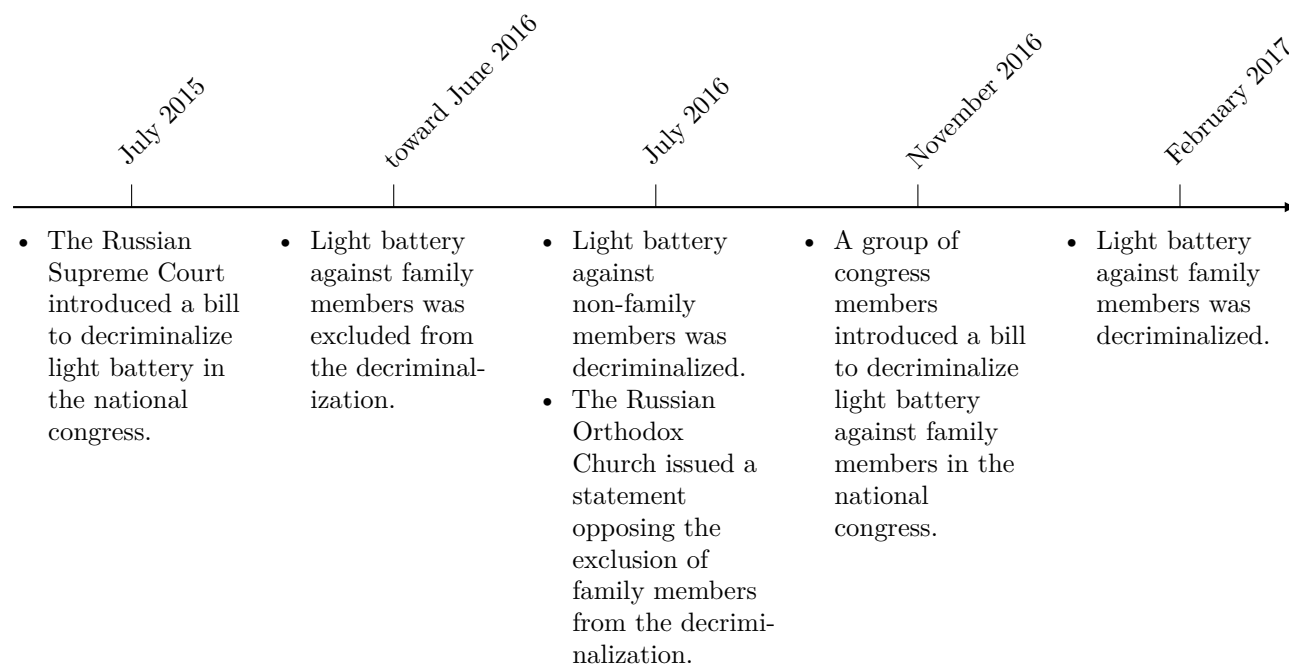 July 2015
toward June 2016
July 2016
November 2016
February 2017
• The Russian
Supreme Court
introduced a bill
to decriminalize
light battery in
the national
congress.
• Light battery
against family
members was
excluded from
the decriminal-
ization.
• Light battery
against
non-family
members was
decriminalized.
• The Russian
Orthodox
Church issued a
statement
opposing the
exclusion of
family members
from the decrimi-
nalization.
• A group of
congress
members
introduced a bill
to decriminalize
light battery
against family
members in the
national
congress.
• Light battery
against family
members was
decriminalized.